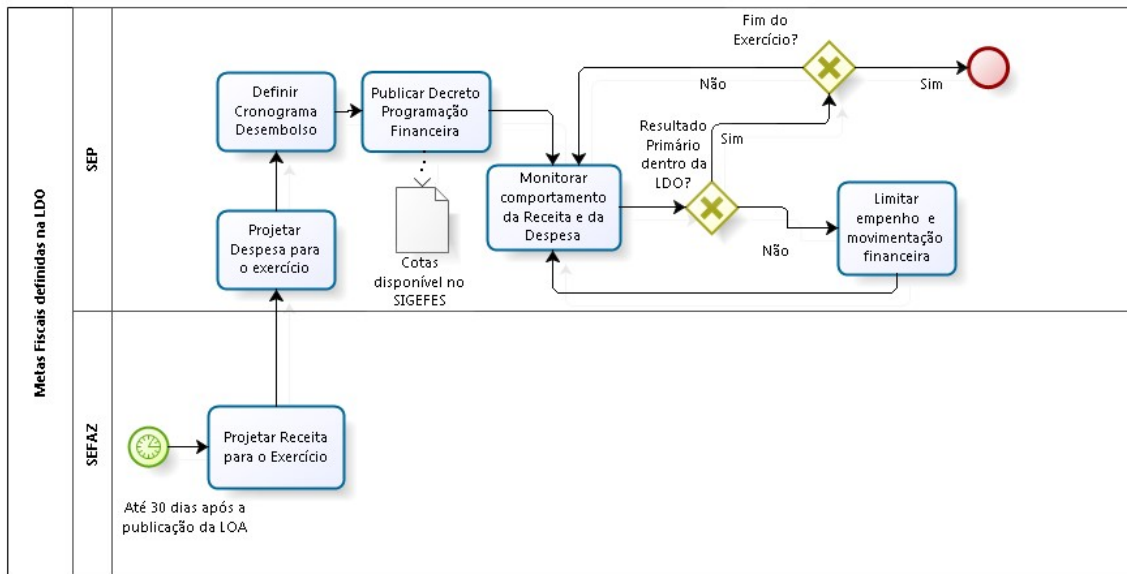 Metas Fiscais definidas na LDO
SEP
Definir
Cronograma
Desembolso
Publicar Decreto
Programação
Financeira
Fim do
Exercício?
Não
Sim
Resultado
Primário
dentro da
LDO?
Sim
Monitorar
comportamento
da Receita e da
Despesa
Não
Limitar
empenho e
movimentação
financeira
Projetar
Despesa para
o exercício
Cotas
disponível no
SIGEFES
SEFAZ
Projetar Receita
para o Exercício
Até 30 dias após a
publicação da LOA